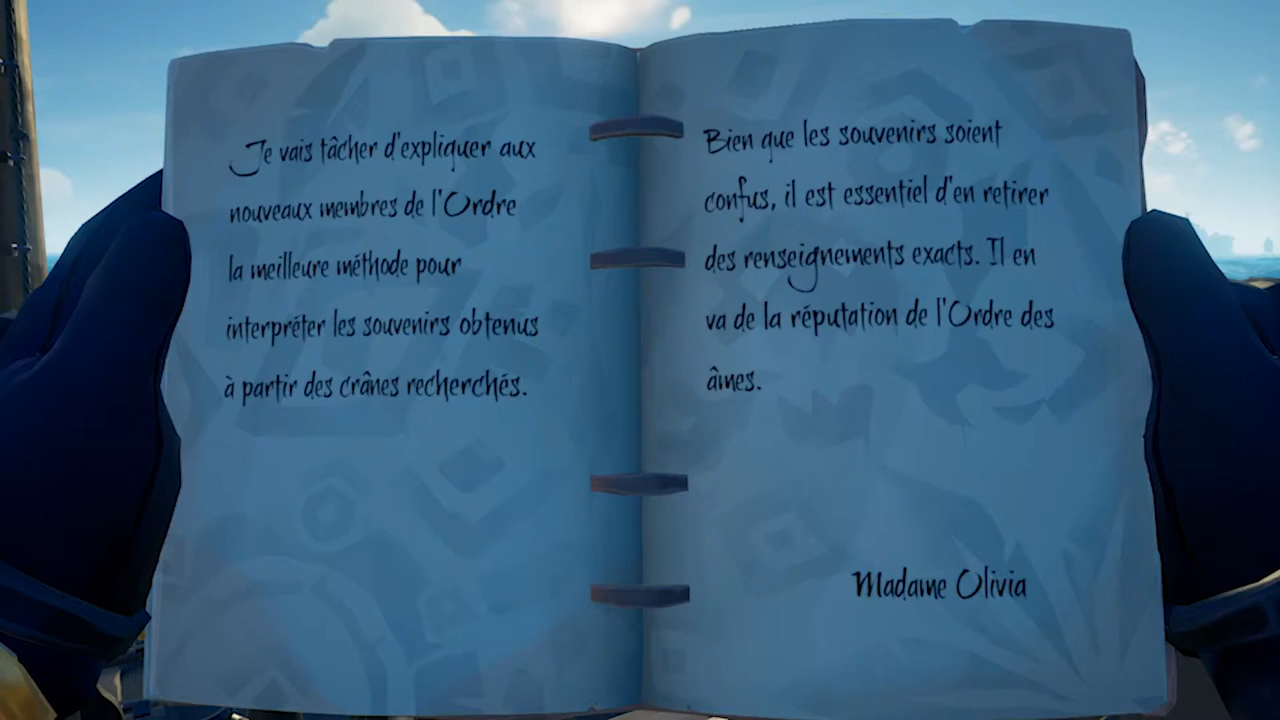 Je vais tâcher d'expliquer aux
nouveaux membres de l'Ordre
la meilleure méthode pour
interpréter les souvenirs obtenus
à partir des crânes recherchés.
Bien que les souvenirs soient
confus, il est essentiel d'en retirer
des renseignements exacts. Il en
va de la réputation de l'Ordre des
âmes.
Madame Olivia